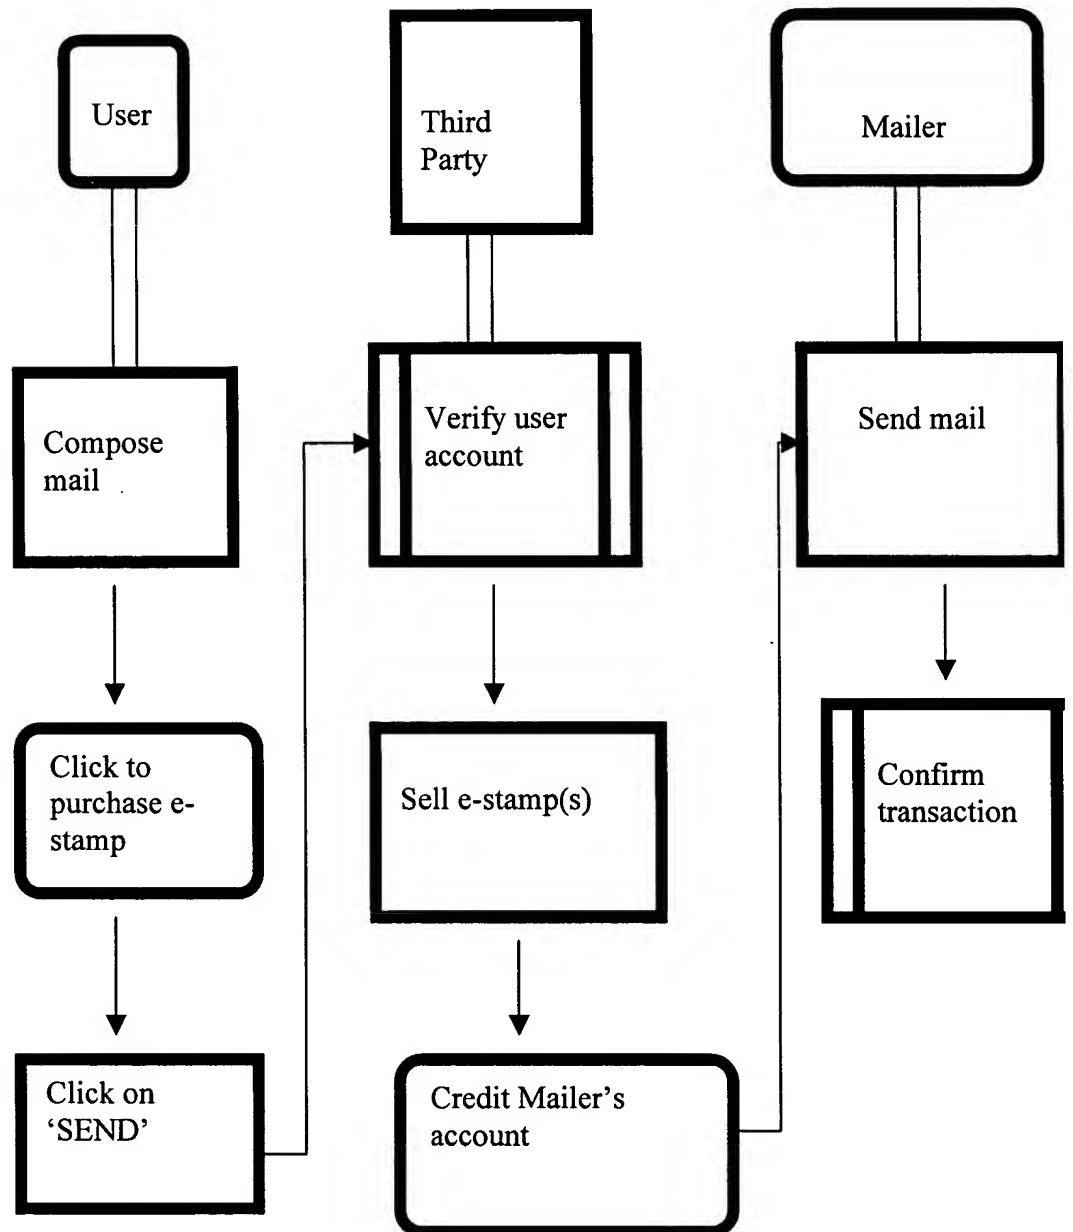 User
Third
Party
Mailer
Compose
mail
Verify user
account
Send mail
Click to
purchase e-
stamp
Sell e-stamp(s)
Confirm
transaction
Click on
‘SEND’
Credit Mailer’s
account